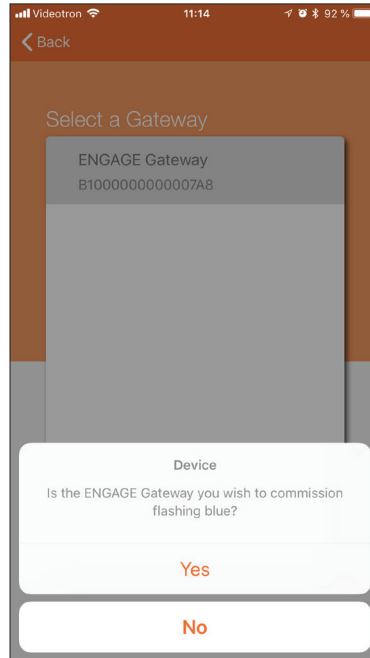 Videotron 11:14 92 %
Back
Select a Gateway
ENGAGE Gateway
B1000000000007A8
Device
Is the ENGAGE Gateway you wish to commission
flashing blue?
Yes
No